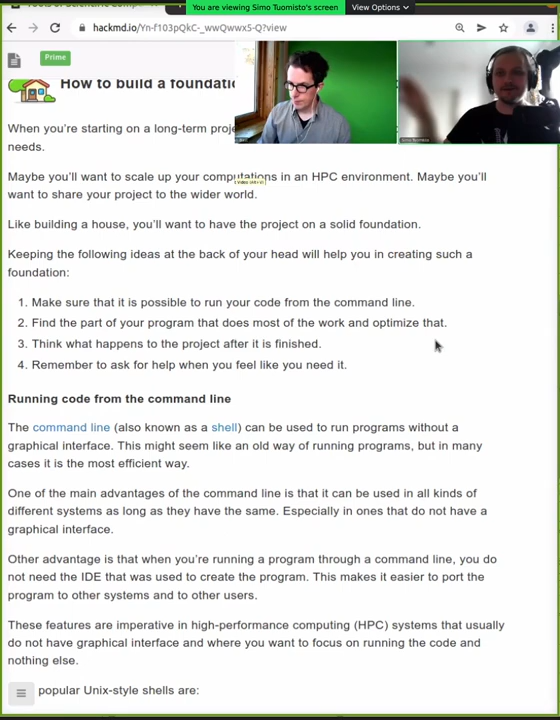 You are viewing Simo Tuomisto's screen
View Options
hackmd.io/Yn-f103pQkC-_wwQwwx5-Q?view
Prime
How to build a foundatio
When you're starting on a long-term proje
needs.
Maybe you'll want to scale up your computations in an HPC environment. Maybe you'll
want to share your project to the wider world.
Like building a house, you'll want to have the project on a solid foundation.
Keeping the following ideas at the back of your head will help you in creating such a
foundation:
1. Make sure that it is possible to run your code from the command line.
2. Find the part of your program that does most of the work and optimize that.
3. Think what happens to the project after it is finished.
4. Remember to ask for help when you feel like you need it.
Running code from the command line
The command line (also known as a shell) can be used to run programs without a
graphical interface. This might seem like an old way of running programs, but in many
cases it is the most efficient way.
One of the main advantages of the command line is that it can be used in all kinds of
different systems as long as they have the same. Especially in ones that do not have a
graphical interface.
Other advantage is that when you're running a program through a command line, you do
not need the IDE that was used to create the program. This makes it easier to port the
program to other systems and to other users.
These features are imperative in high-performance computing (HPC) systems that usually
do not have graphical interface and where you want to focus on running the code and
nothing else.
popular Unix-style shells are: